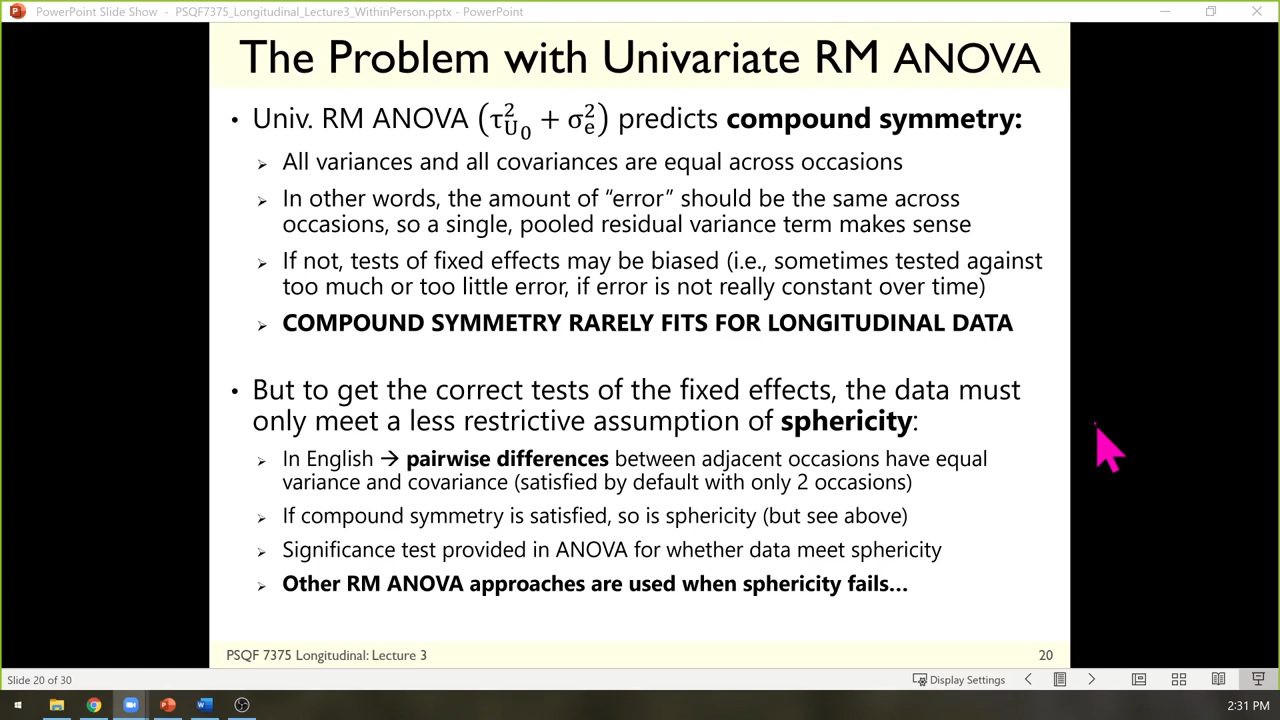 PowerPoint Slide Show - PSQF7375_Longitudinal_Lecture3_WithinPerson.pptx - PowerPoint
The Problem with Univariate RM ANOVA
• Univ. RM ANOVA (τ²U₀ + σ²e) predicts compound symmetry:
➢ All variances and all covariances are equal across occasions
➢ In other words, the amount of “error” should be the same across
occasions, so a single, pooled residual variance term makes sense
➢ If not, tests of fixed effects may be biased (i.e., sometimes tested against
too much or too little error, if error is not really constant over time)
➢ COMPOUND SYMMETRY RARELY FITS FOR LONGITUDINAL DATA
• But to get the correct tests of the fixed effects, the data must
only meet a less restrictive assumption of sphericity:
➢ In English → pairwise differences between adjacent occasions have equal
variance and covariance (satisfied by default with only 2 occasions)
➢ If compound symmetry is satisfied, so is sphericity (but see above)
➢ Significance test provided in ANOVA for whether data meet sphericity
➢ Other RM ANOVA approaches are used when sphericity fails…
PSQF 7375 Longitudinal: Lecture 3
20
Slide 20 of 30
Display Settings
2:31 PM